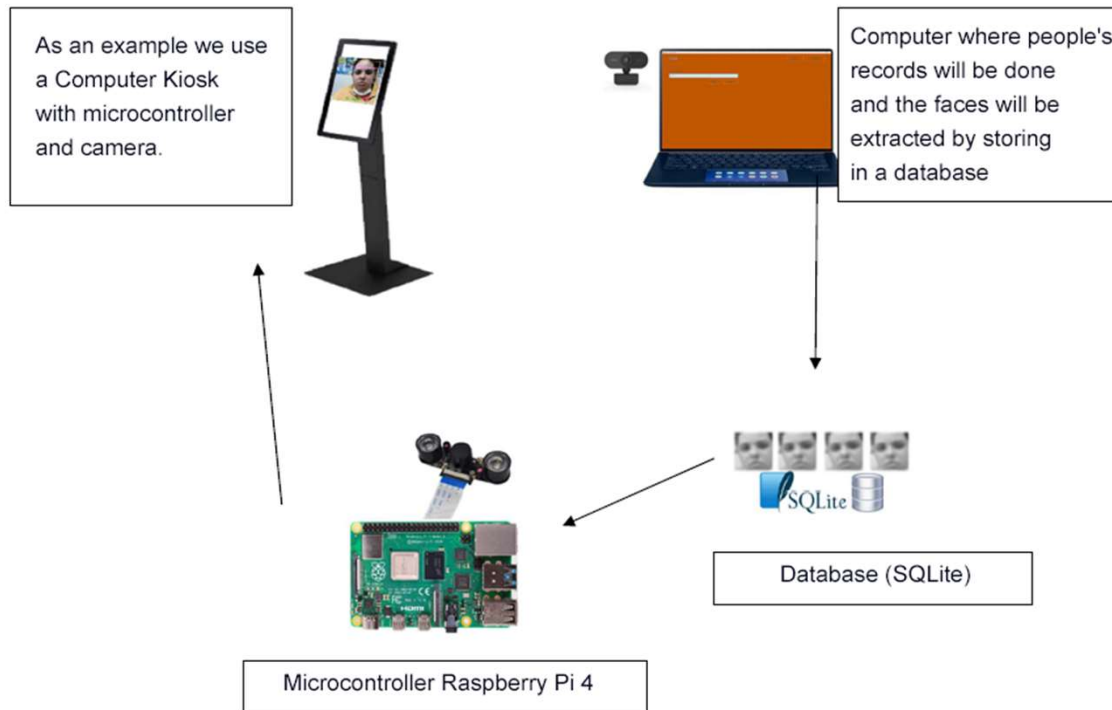 As an example we use
a Computer Kiosk
with microcontroller
and camera.
Computer where people's
records will be done
and the faces will be
extracted by storing
in a database
SQLite
Database (SQLite)
HDMI
Microcontroller Raspberry Pi 4